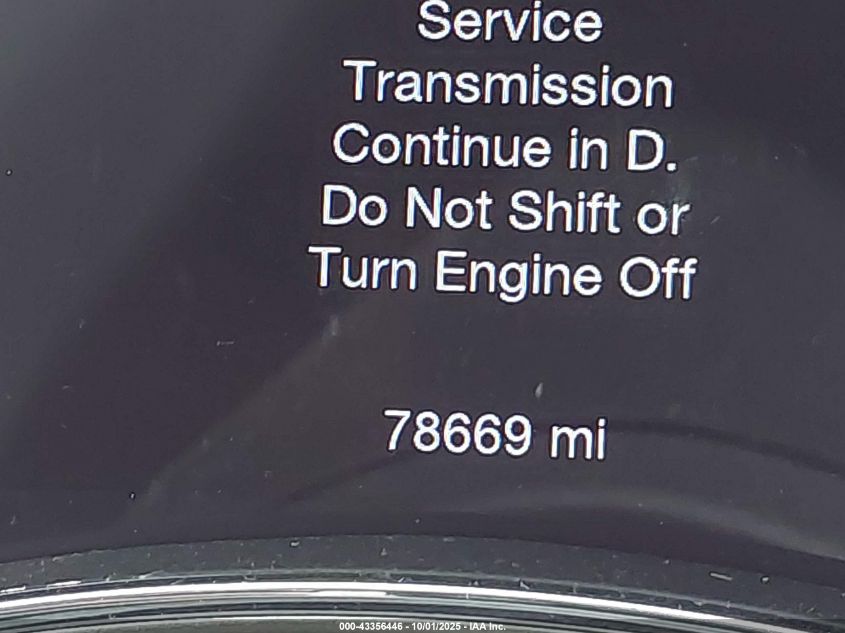 Service
Transmission
Continue in D.
Do Not Shift or
Turn Engine Off
78669 mi
000-43356446 - 10/01/2025 - IAA Inc.